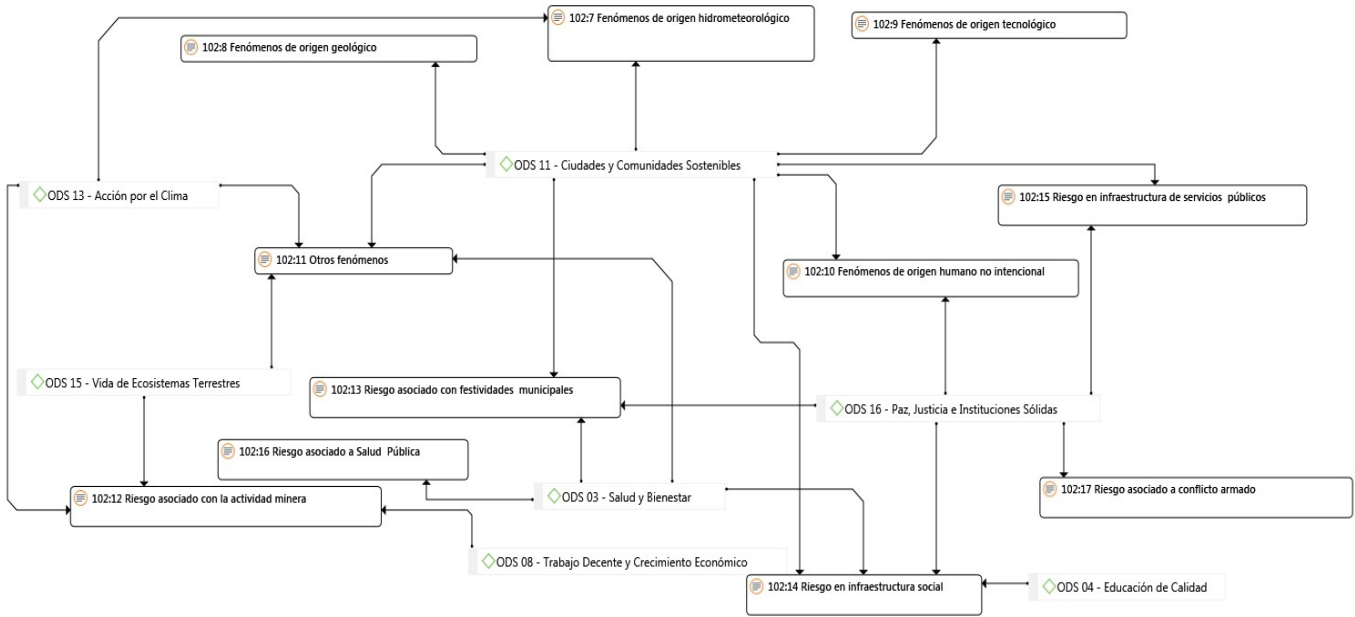 102:7 Fenómenos de origen hidrometeorológico
102:9 Fenómenos de origen tecnológico
102:8 Fenómenos de origen geológico
ODS 11 - Ciudades y Comunidades Sostenibles
ODS 13 - Acción por el Clima
102:15 Riesgo en infraestructura de servicios públicos
102:11 Otros fenómenos
102:10 Fenómenos de origen humano no intencional
ODS 15 - Vida de Ecosistemas Terrestres
102:13 Riesgo asociado con festividades municipales
ODS 16 - Paz, Justicia e Instituciones Sólidas
102:16 Riesgo asociado a Salud Pública
102:12 Riesgo asociado con la actividad minera
ODS 03 - Salud y Bienestar
102:17 Riesgo asociado a conflicto armado
ODS 08 - Trabajo Decente y Crecimiento Económico
102:14 Riesgo en infraestructura social
ODS 04 - Educación de Calidad